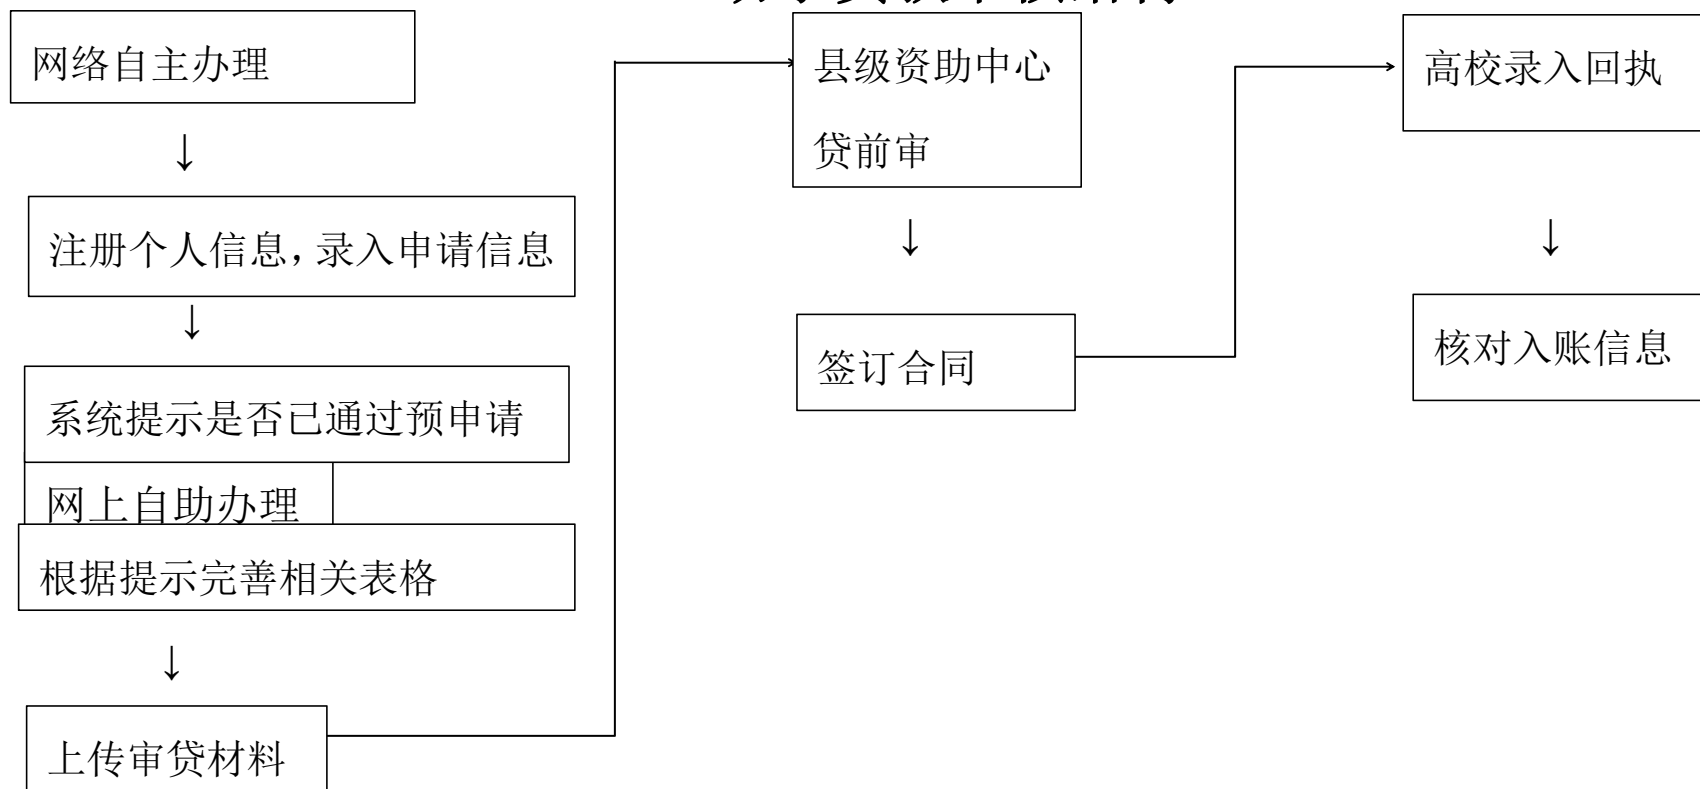 网络自主办理
↓
注册个人信息，录入申请信息
↓
系统提示是否已通过预申请
网上自助办理
根据提示完善相关表格
↓
上传审贷材料
县级资助中心
贷前审
↓
签订合同
高校录入回执
↓
核对入账信息